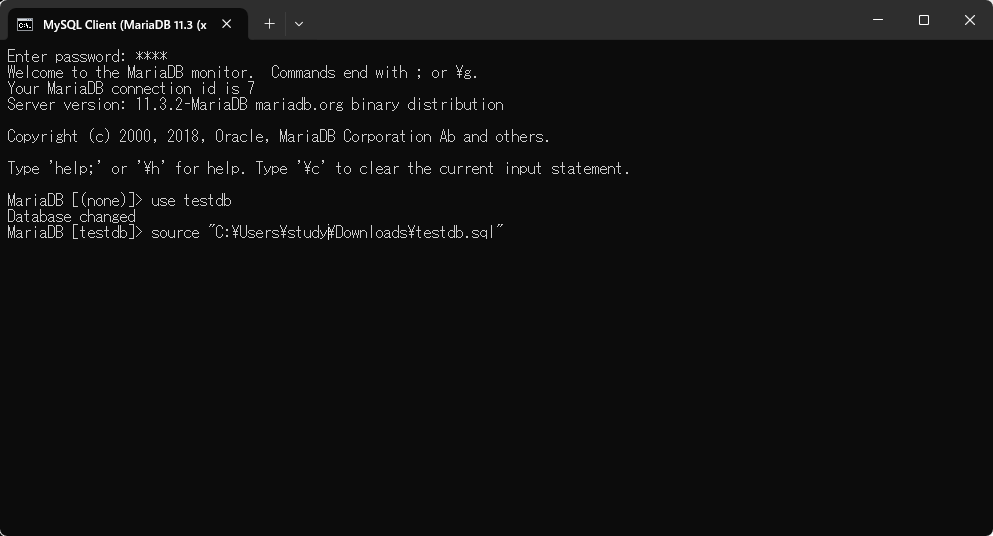 MySQL Client (MariaDB 11.3 (x
Enter password: ****
Welcome to the MariaDB monitor.  Commands end with ; or ¥g.
Your MariaDB connection id is 7
Server version: 11.3.2-MariaDB mariadb.org binary distribution
Copyright (c) 2000, 2018, Oracle, MariaDB Corporation Ab and others.
Type 'help;' or '¥h' for help. Type '¥c' to clear the current input statement.
MariaDB [(none)]> use testdb
Database changed
MariaDB [testdb]> source "C:¥Users¥study¥Downloads¥testdb.sql"